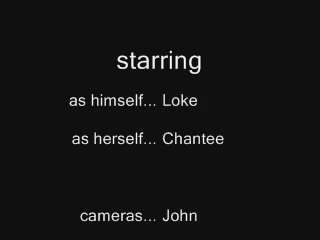 starring
as himself... Loke
as herself... Chantee
cameras... John